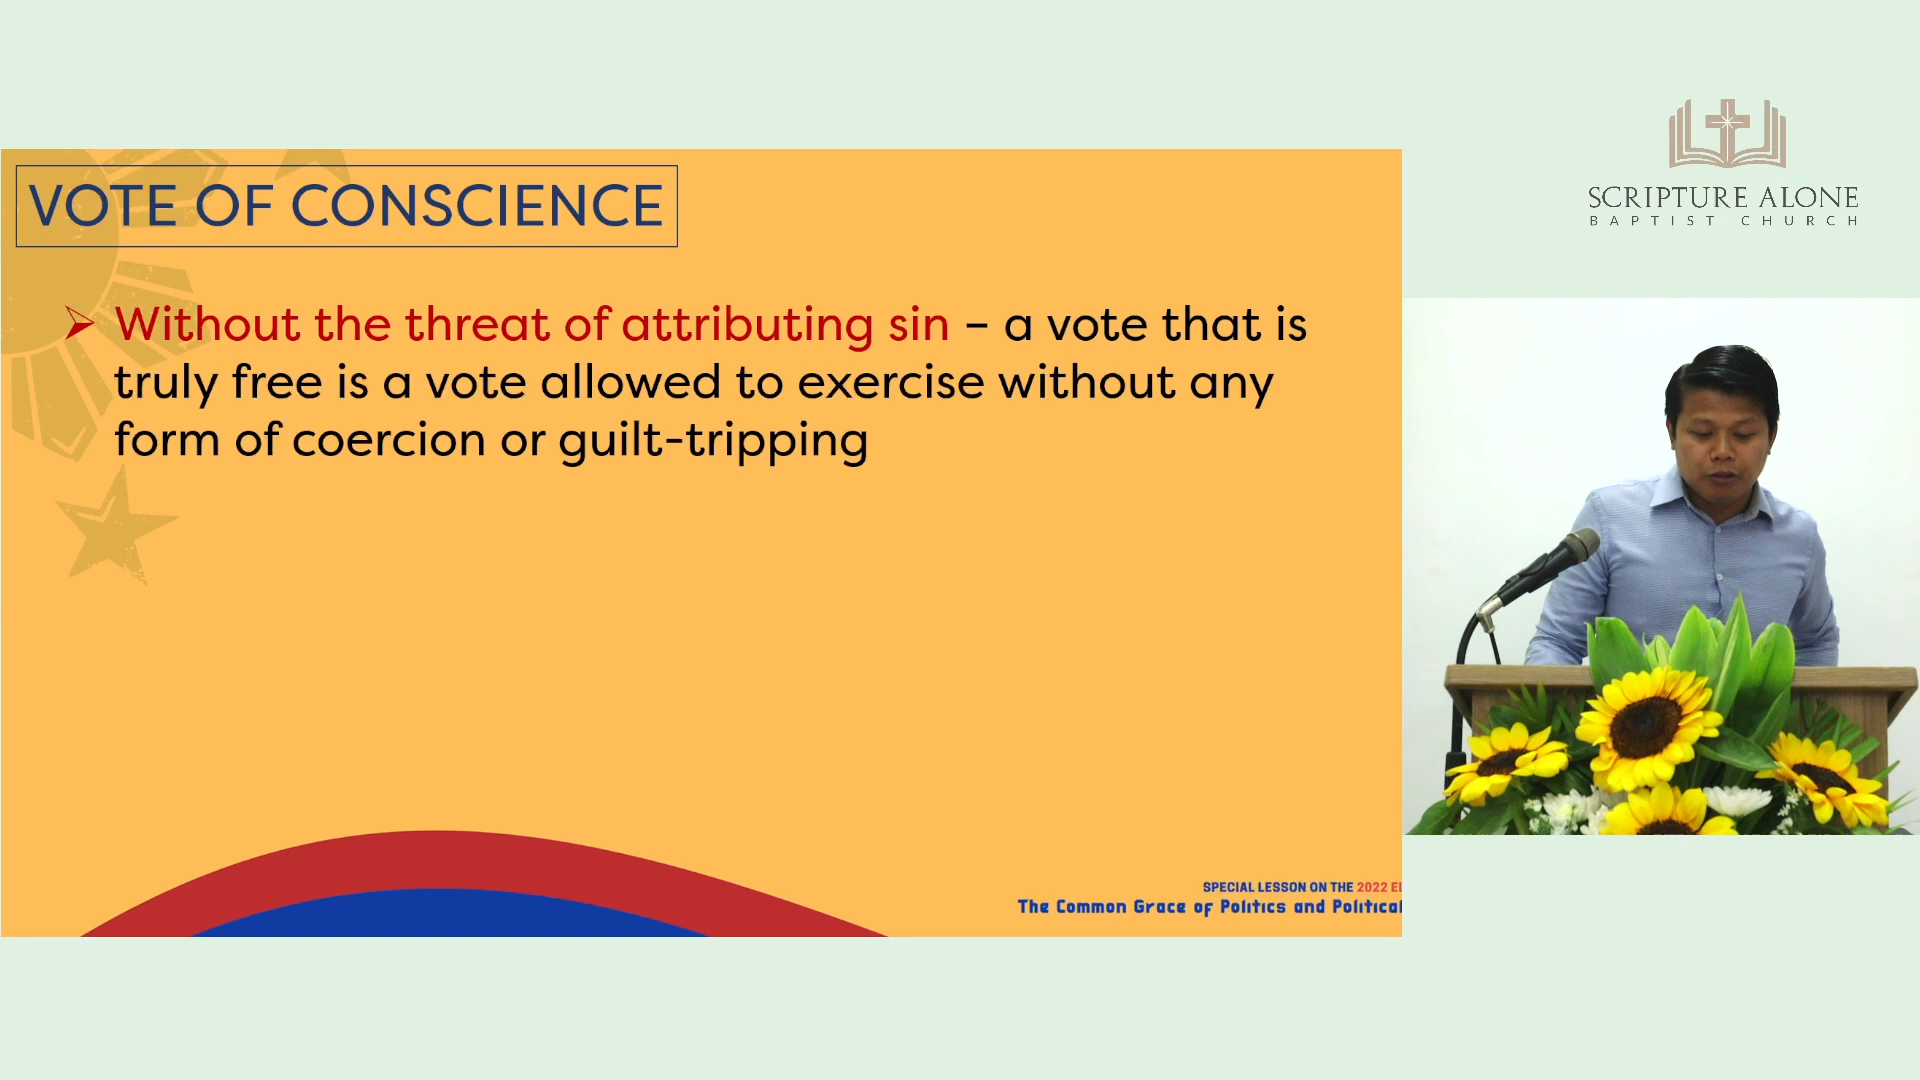 VOTE OF CONSCIENCE
Without the threat of attributing sin – a vote that is
truly free is a vote allowed to exercise without any
form of coercion or guilt-tripping
SPECIAL LESSON ON THE 2022
The Common Grace of Politics and Political
SCRIPTURE ALONE
BAPTIST CHURCH